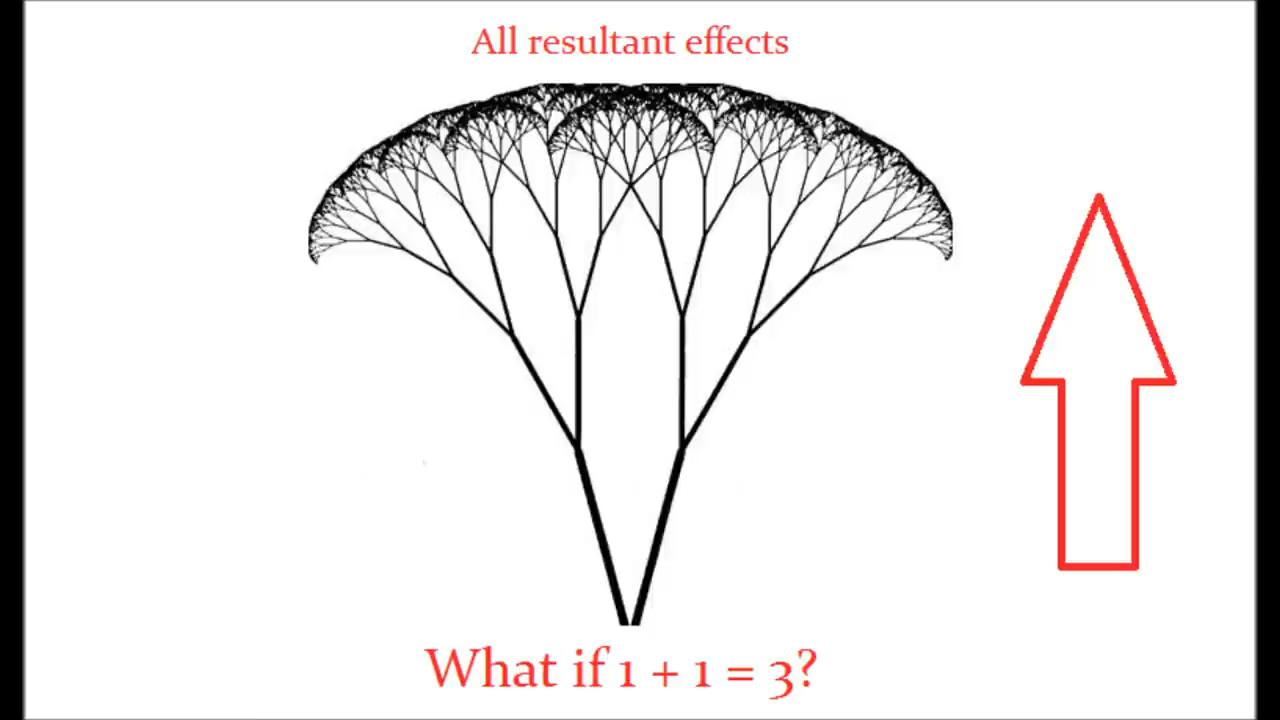 All resultant effects
What if 1 + 1 = 3?